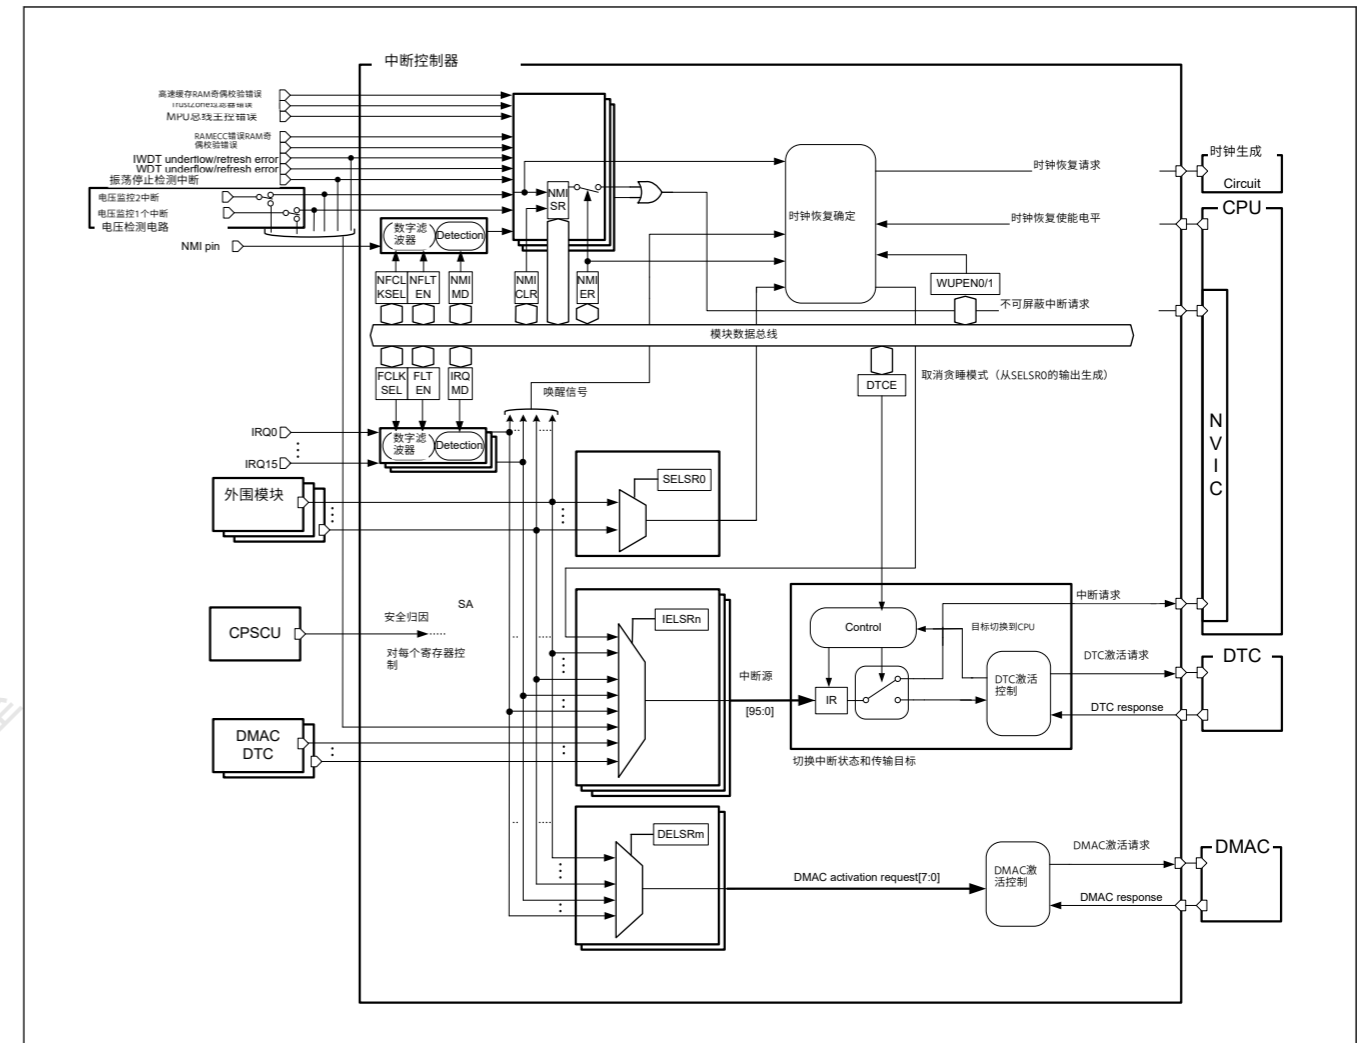 中断控制器
高速缓存RAM奇偶校验错误
TrustZone过滤器错误
MPU总线主控错误
RAMECC错误RAM奇
偶校验错误
IWDT underflow/refresh error
WDT underflow/refresh error
振荡停止检测中断
电压监控2中断
电压监控1个中断
电压检测电路
NMI pin
数字滤
波器
Detection
NMI
SR
NFCL
KSEL
NFLT
EN
NMI
MD
NMI
CLR
NMI
ER
时钟恢复确定
时钟恢复请求
时钟生成
Circuit
时钟恢复使能电平
CPU
WUPEN0/1
不可屏蔽中断请求
模块数据总线
FCLK
SEL
FLT
EN
IRQ
MD
唤醒信号
DTCE
取消贪睡模式（从SELSR0的输出生成）
N
V
I
C
IRQ0
IRQ15
数字滤
波器
Detection
外围模块
SELSR0
CPSCU
安全归因
SA
对每个寄存器控
制
IELSRn
Control
目标切换到CPU
中断请求
中断源
[95:0]
IR
DTC激活
控制
DTC激活请求
DTC
DTC response
DMAC
DTC
切换中断状态和传输目标
DELSRm
DMAC activation request[7:0]
DMAC激
活控制
DMAC激活请求
DMAC
DMAC response